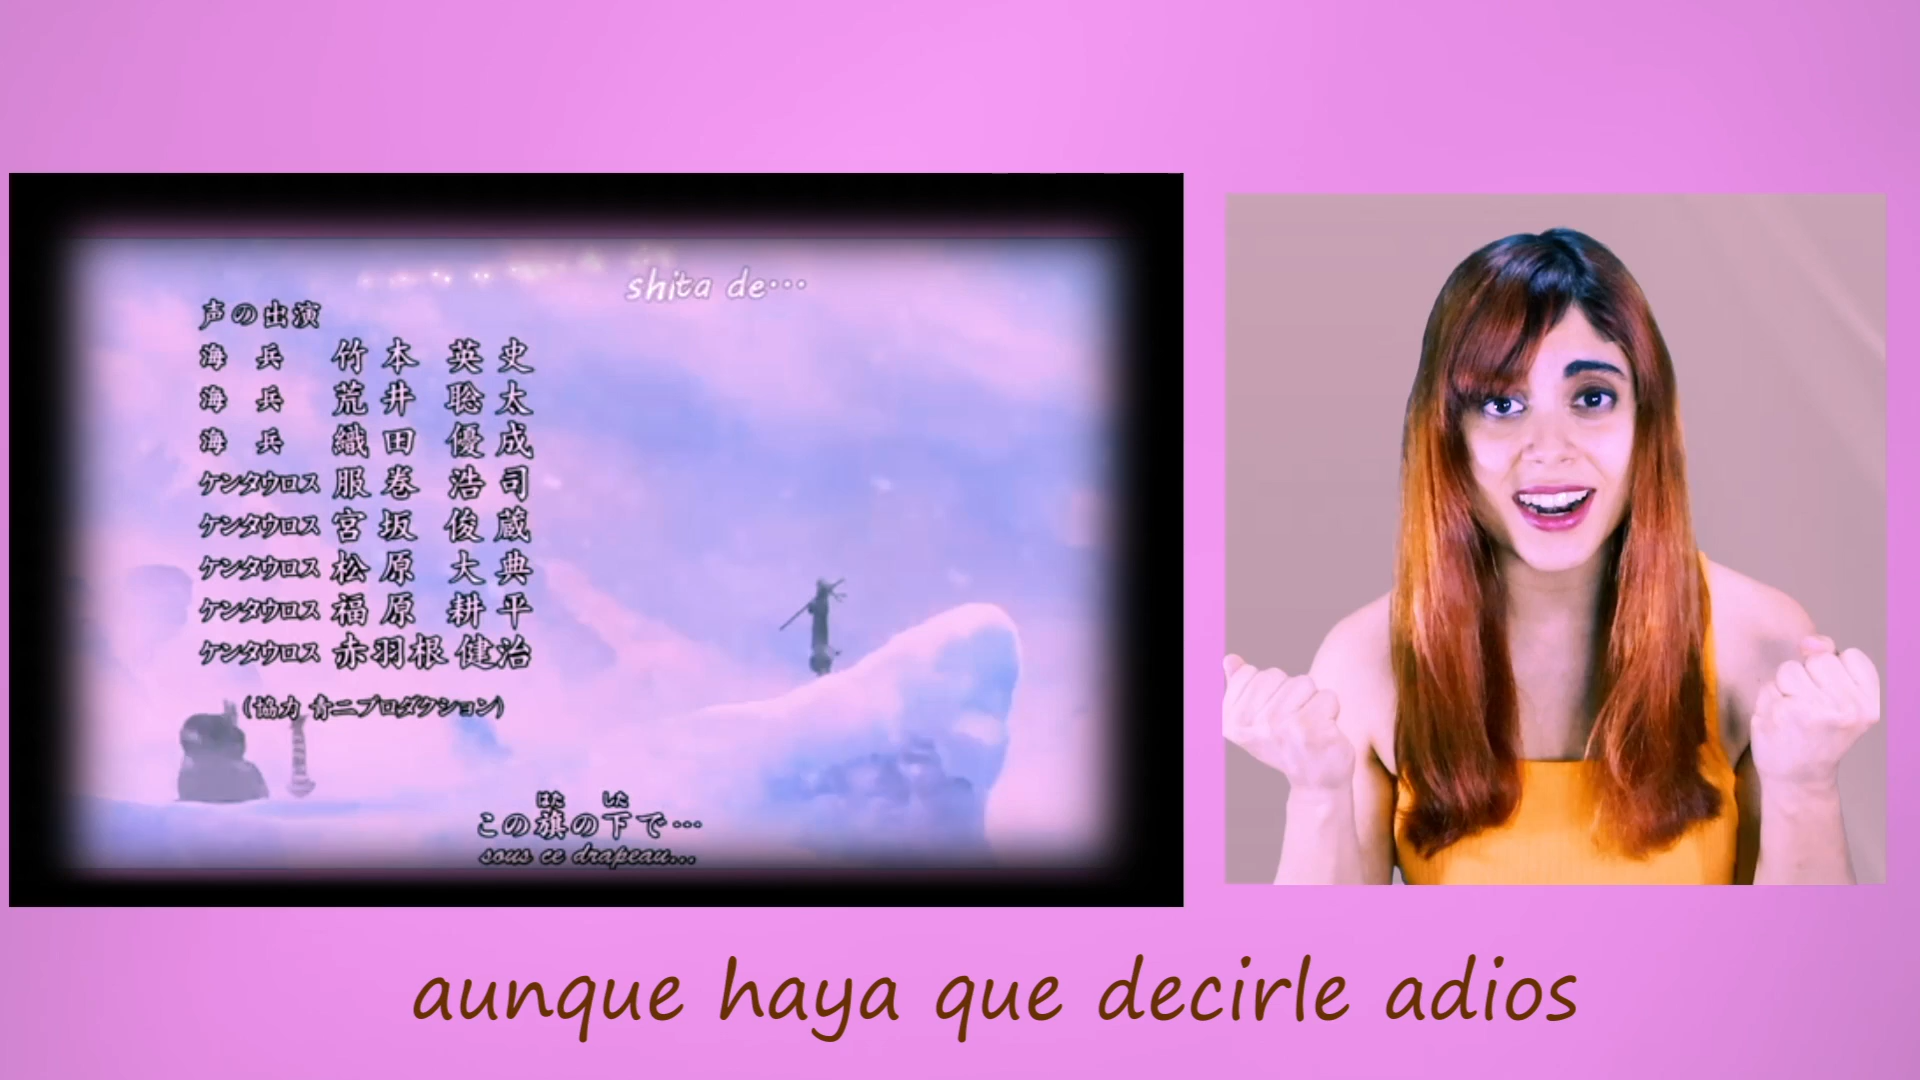 shita de…
声の出演
海兵 竹本 英史
海兵 荒井 聡太
海兵 織田 優成
ケンタウロス 服巻 浩司
ケンタウロス 宮坂 俊蔵
ケンタウロス 松原 大典
ケンタウロス 福原 耕平
ケンタウロス 赤羽根 健治
（協力 青二プロダクション）
はた した
この旗の下で…
sous ce drapeau...
aunque haya que decirle adios